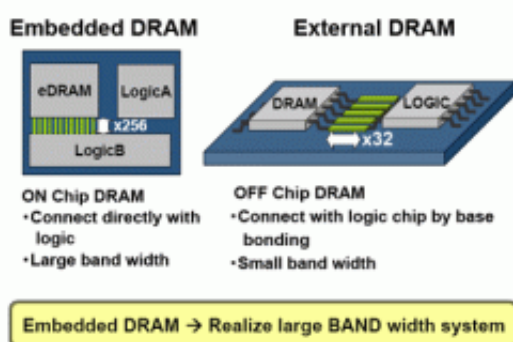 Embedded DRAM
eDRAM
LogicA
x256
LogicB
ON Chip DRAM
•Connect directly with
logic
•Large band width
External DRAM
DRAM
LOGIC
x32
OFF Chip DRAM
•Connect with logic chip by base
bonding
•Small band width
Embedded DRAM → Realize large BAND width system